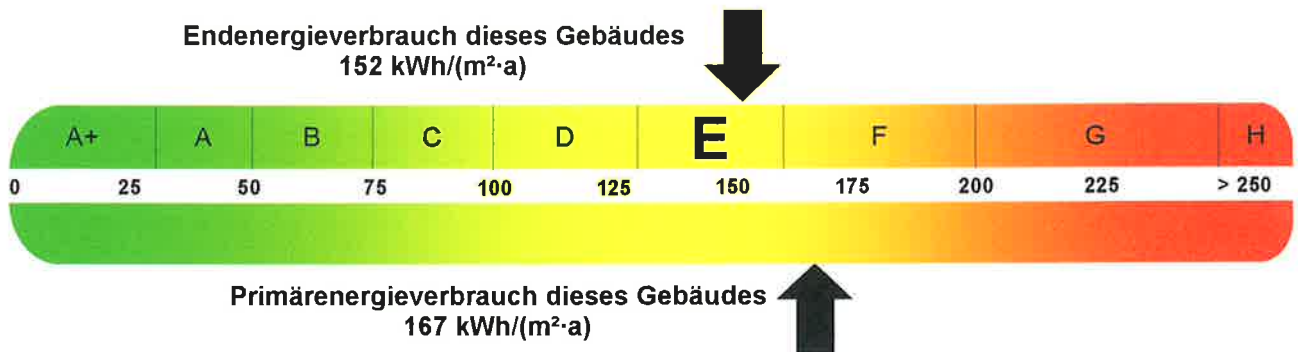 Endenergieverbrauch dieses Gebäudes
152 kWh/(m²·a)
A+ A B C D E F G H
0 25 50 75 100 125 150 175 200 225 > 250
Primärenergieverbrauch dieses Gebäudes
167 kWh/(m²·a)